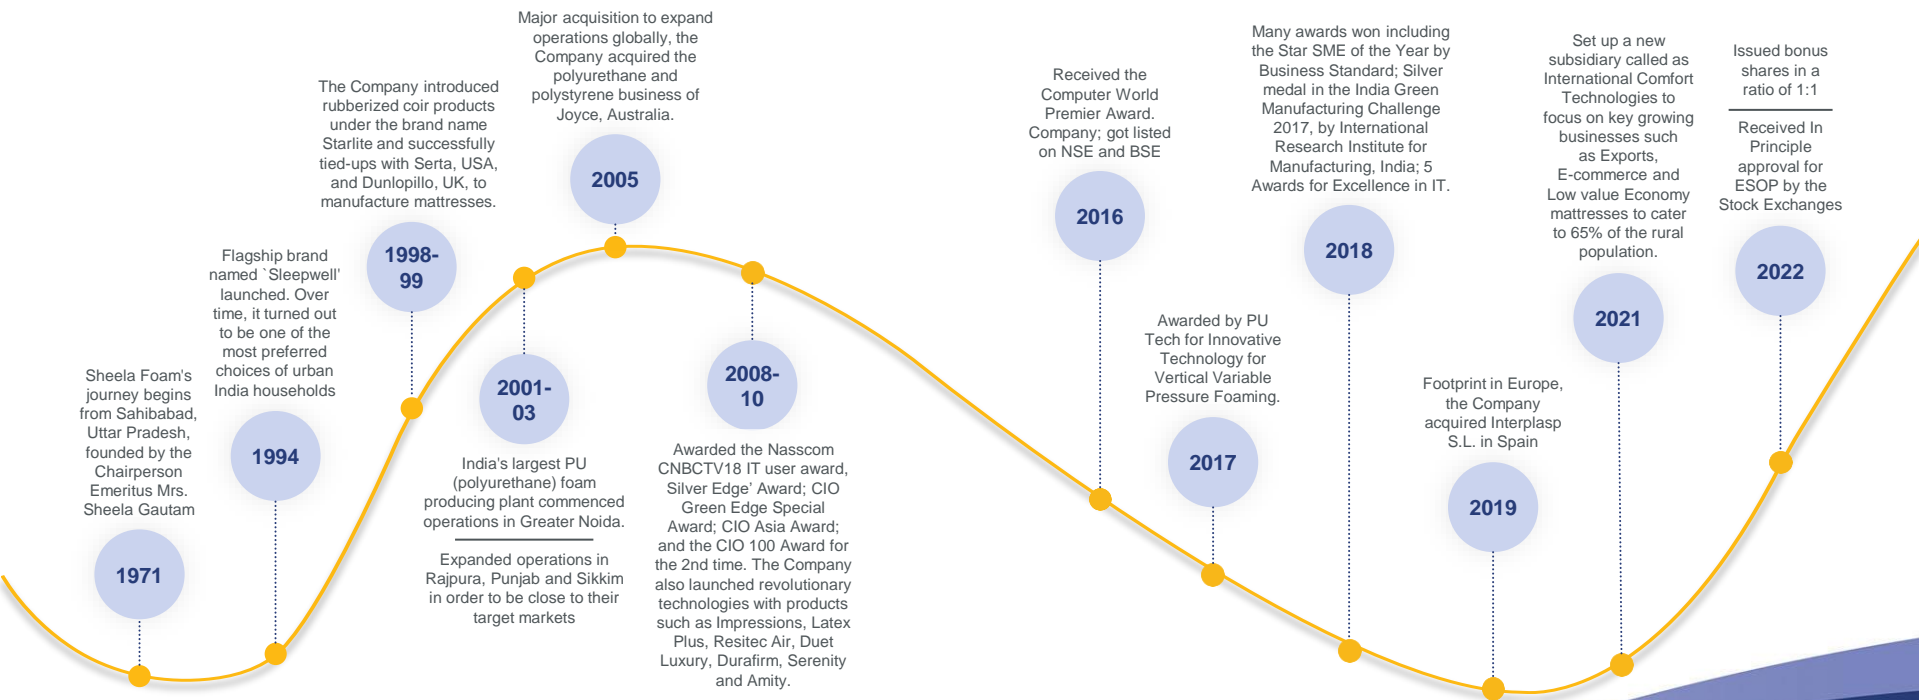 Sheela Foam's
journey begins
from Sahibabad,
Uttar Pradesh,
founded by the
Chairperson
Emeritus Mrs.
Sheela Gautam
1971
Flagship brand
named `Sleepwell'
launched. Over
time, it turned out
to be one of the
most preferred
choices of urban
India households
1994
The Company introduced
rubberized coir products
under the brand name
Starlite and successfully
tied-ups with Serta, USA,
and Dunlopillo, UK, to
manufacture mattresses.
1998-
99
2001-
03
India's largest PU
(polyurethane) foam
producing plant commenced
operations in Greater Noida.
Expanded operations in
Rajpura, Punjab and Sikkim
in order to be close to their
target markets
Major acquisition to expand
operations globally, the
Company acquired the
polyurethane and
polystyrene business of
Joyce, Australia.
2005
2008-
10
Awarded the Nasscom
CNBCTV18 IT user award,
Silver Edge’ Award; CIO
Green Edge Special
Award; CIO Asia Award;
and the CIO 100 Award for
the 2nd time. The Company
also launched revolutionary
technologies with products
such as Impressions, Latex
Plus, Resitec Air, Duet
Luxury, Durafirm, Serenity
and Amity.
Received the
Computer World
Premier Award.
Company; got listed
on NSE and BSE
2016
Awarded by PU
Tech for Innovative
Technology for
Vertical Variable
Pressure Foaming.
2017
Many awards won including
the Star SME of the Year by
Business Standard; Silver
medal in the India Green
Manufacturing Challenge
2017, by International
Research Institute for
Manufacturing, India; 5
Awards for Excellence in IT.
2018
Footprint in Europe,
the Company
acquired Interplasp
S.L. in Spain
2019
Set up a new
subsidiary called as
International Comfort
Technologies to
focus on key growing
businesses such
as Exports,
E-commerce and
Low value Economy
mattresses to cater
to 65% of the rural
population.
2021
Issued bonus
shares in a
ratio of 1:1
Received In
Principle
approval for
ESOP by the
Stock Exchanges
2022